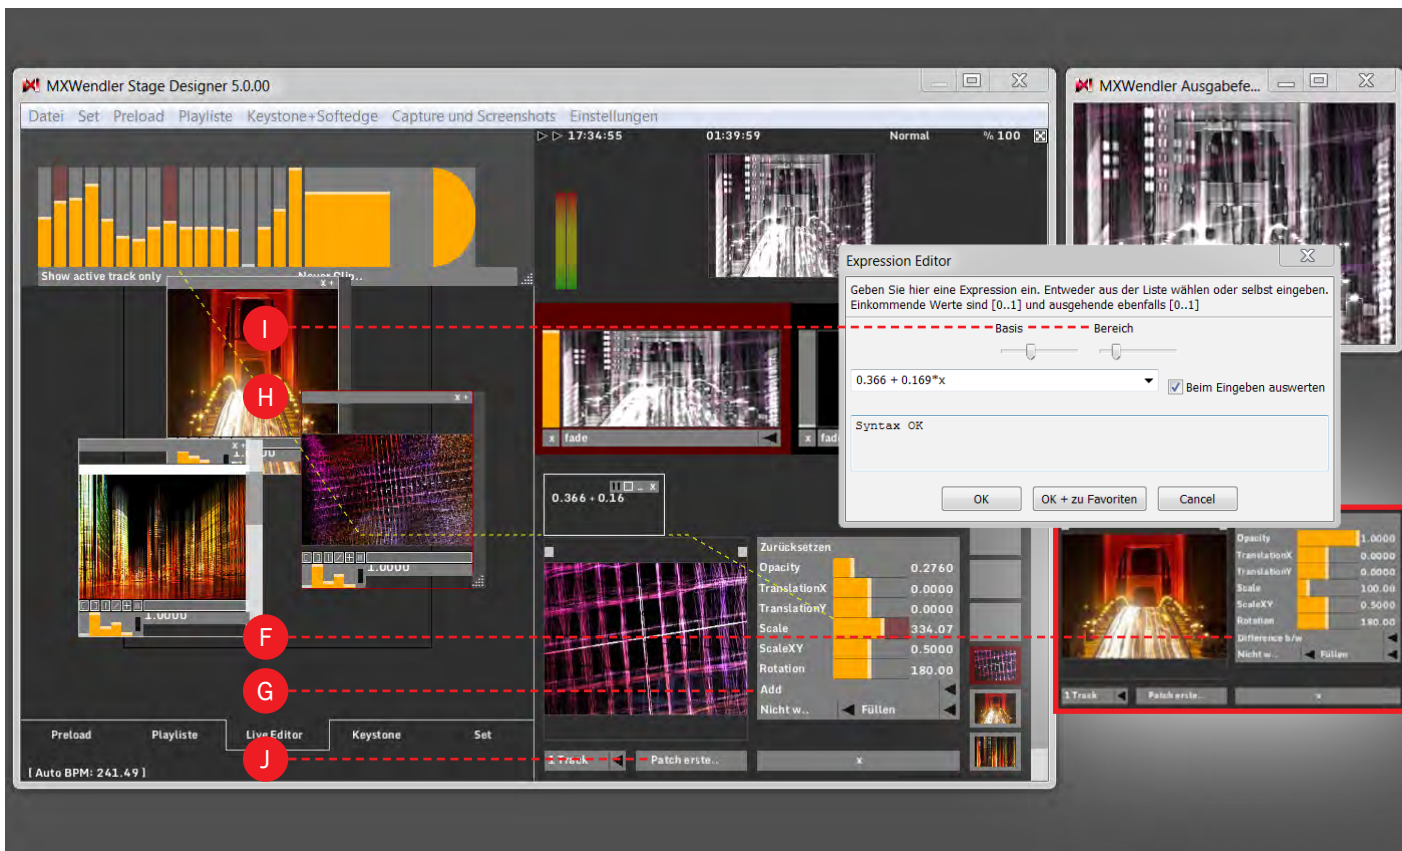 MXWendler Stage Designer 5.0.00
MXWendler Ausgabefe...
Datei Set Preload Playliste Keystone+Softedge Capture und Screenshots Einstellungen
17:34:55 01:39:59 Normal % 100
Show active track only Never Clip..
x +
Expression Editor
Geben Sie hier eine Expression ein. Entweder aus der Liste wählen oder selbst eingeben.
Einkommende Werte sind [0..1] und ausgehende ebenfalls [0..1]
I
Basis Bereich
0.366 + 0.169*x
Beim Eingeben auswerten
Syntax OK
OK
OK + zu Favoriten
Cancel
H
x +
x +
x fade
x fade
.. x
0.366 + 0.16
1.0000
1.0000
1.0000
Zurücksetzen
Opacity 0.2760
TranslationX 0.0000
TranslationY 0.0000
Scale 334.07
ScaleXY 0.5000
Rotation 180.00
Add
Nicht w.. Füllen
Opacity 1.0000
TranslationX 0.0000
TranslationY 0.0000
Scale 100.00
ScaleXY 0.5000
Rotation 180.00
Difference b/w
Nicht w.. Füllen
1 Track Patch erste.. x
F
G
Preload Playliste Live Editor Keystone Set
J
1 Track Patch erste.. x
[ Auto BPM: 241.49 ]